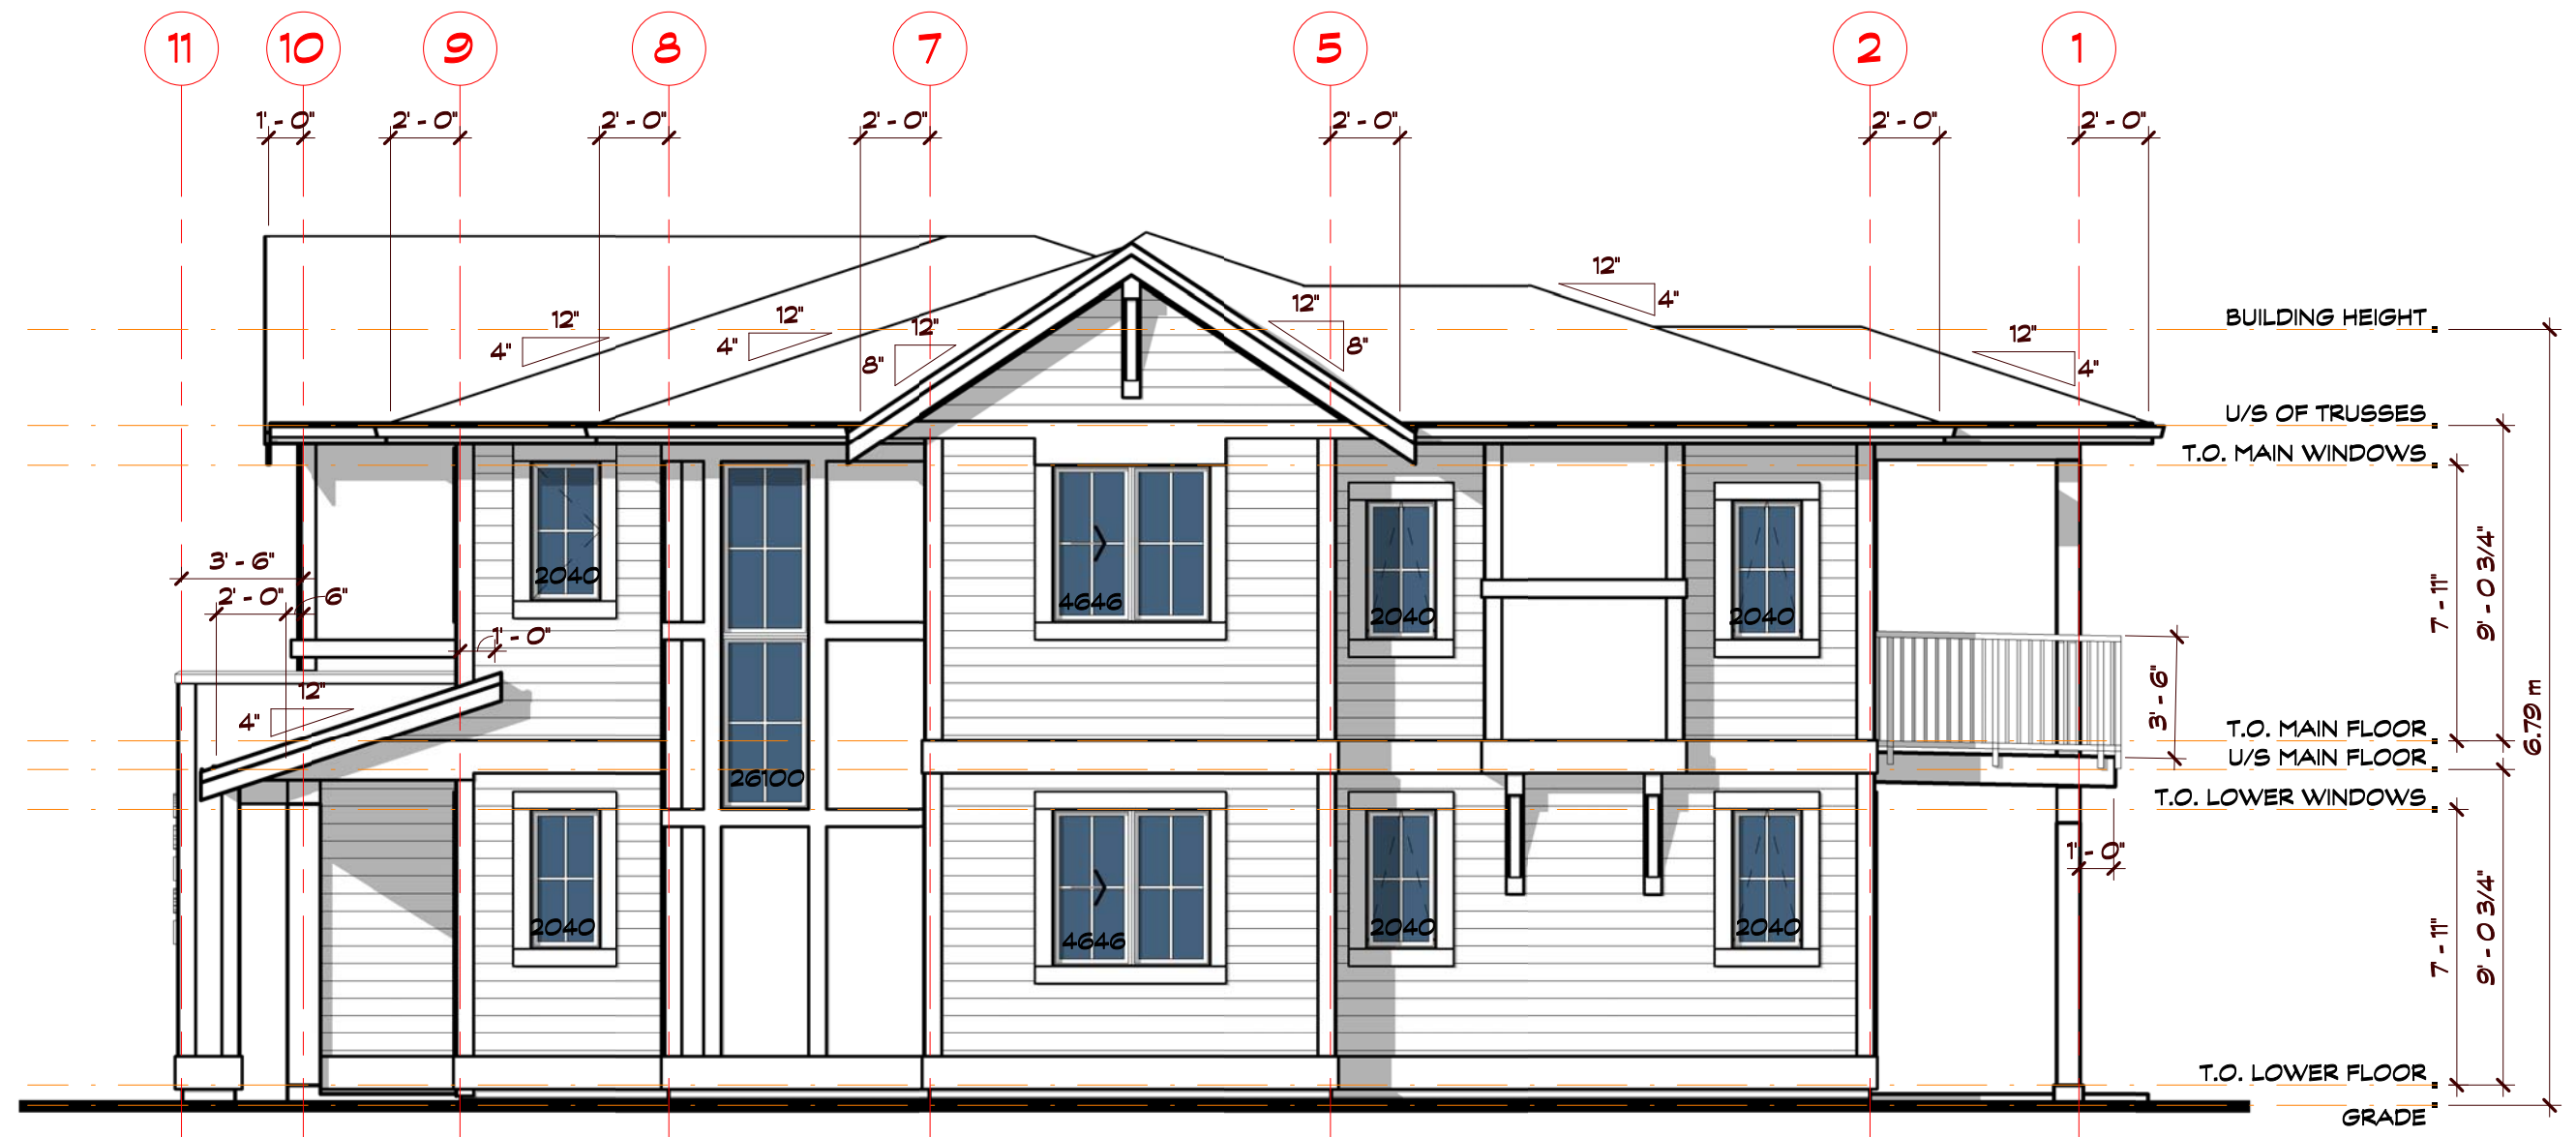 11 10 9 8 7 5 2 1
1' - 0" 2' - 0" 2' - 0" 2' - 0" 2' - 0" 2' - 0" 2' - 0"
12" 4"
12" 4"
12" 8"
12" 8"
12" 4"
12" 4"
BUILDING HEIGHT
U/S OF TRUSSES
T.O. MAIN WINDOWS
3' - 6"
2' - 0" 6"
1' - 0"
12"
4"
2040
4646
2040
2040
26100
7' - 11"
9' - 0 3/4"
3' - 6"
6.79 m
T.O. MAIN FLOOR
U/S MAIN FLOOR
T.O. LOWER WINDOWS
1' - 0"
2040
4646
2040
2040
7' - 11"
9' - 0 3/4"
T.O. LOWER FLOOR
GRADE